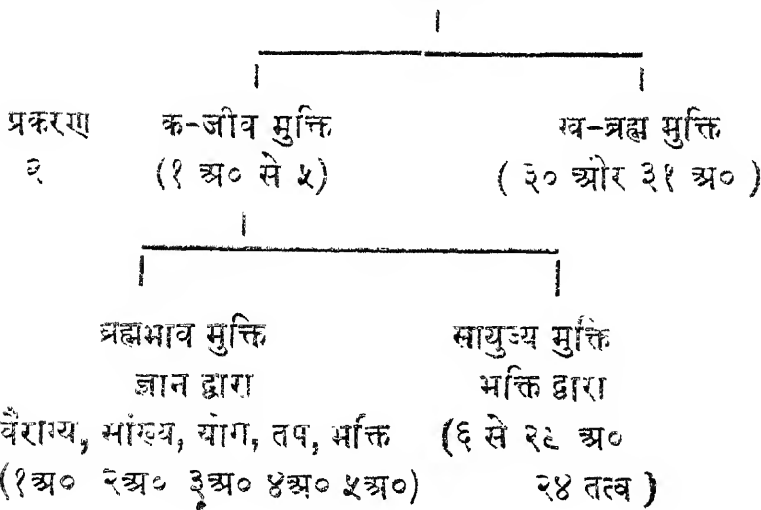 प्रकरण क-जीव मुक्ति ख-ब्रह्म मुक्ति
२ (१ अ० से ५) ( ३० और ३१ अ० )
ब्रह्मभाव मुक्ति सायुज्य मुक्ति
ज्ञान द्वारा भक्ति द्वारा
वैराग्य, सांख्य, योग, तप, भक्ति (६ से २९ अ०
(१अ० २अ० ३अ० ४अ० ५अ०) २४ तत्व )